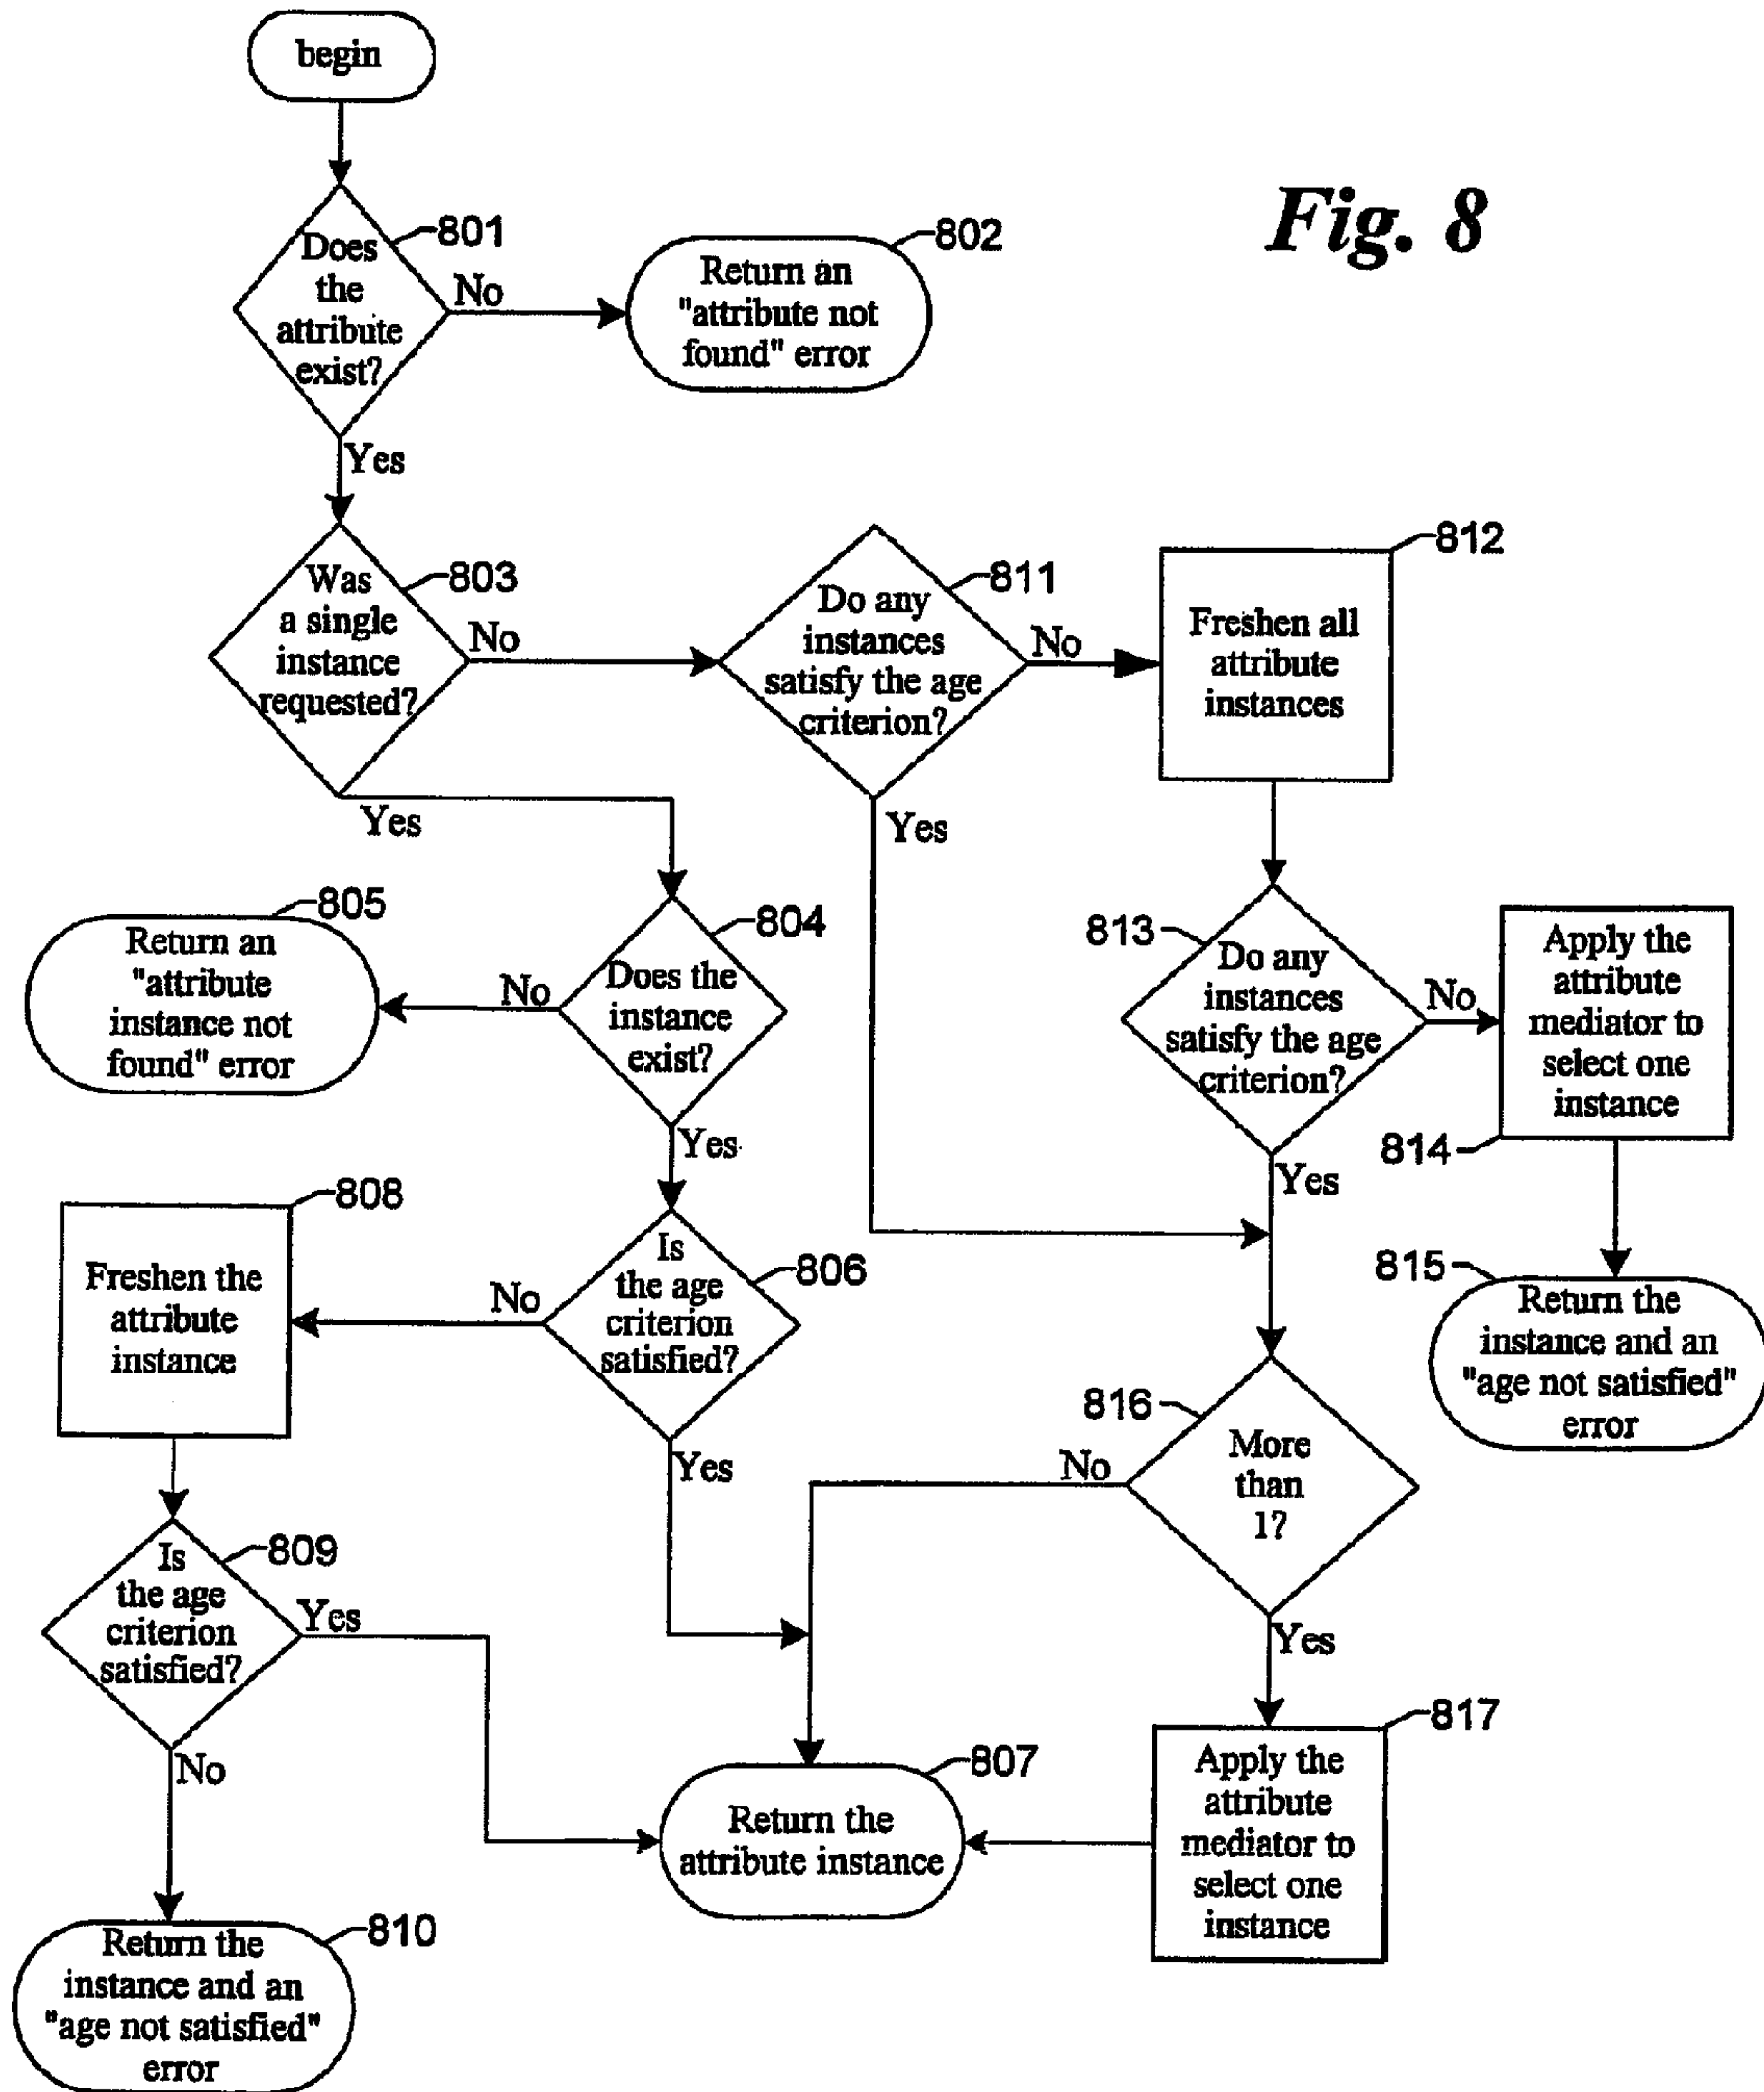 begin
Fig. 8
801
Does
the
attribute
exist?
No
802
Return an
"attribute not
found" error
Yes
803
Was
a single
instance
requested?
No
811
Do any
instances
satisfy the age
criterion?
No
812
Freshen all
attribute
instances
Yes
Yes
805
Return an
"attribute
instance not
found" error
804
Does the
instance
exist?
No
Yes
813
Do any
instances
satisfy the age
criterion?
No
Apply the
attribute
mediator to
select one
instance
814
Yes
808
Freshen the
attribute
instance
806
Is
the age
criterion
satisfied?
No
Yes
815
Return the
instance and an
"age not satisfied"
error
816
More
than
1?
No
Yes
809
Is
the age
criterion
satisfied?
Yes
No
807
Return the
attribute instance
817
Apply the
attribute
mediator to
select one
instance
810
Return the
instance and an
"age not satisfied"
error